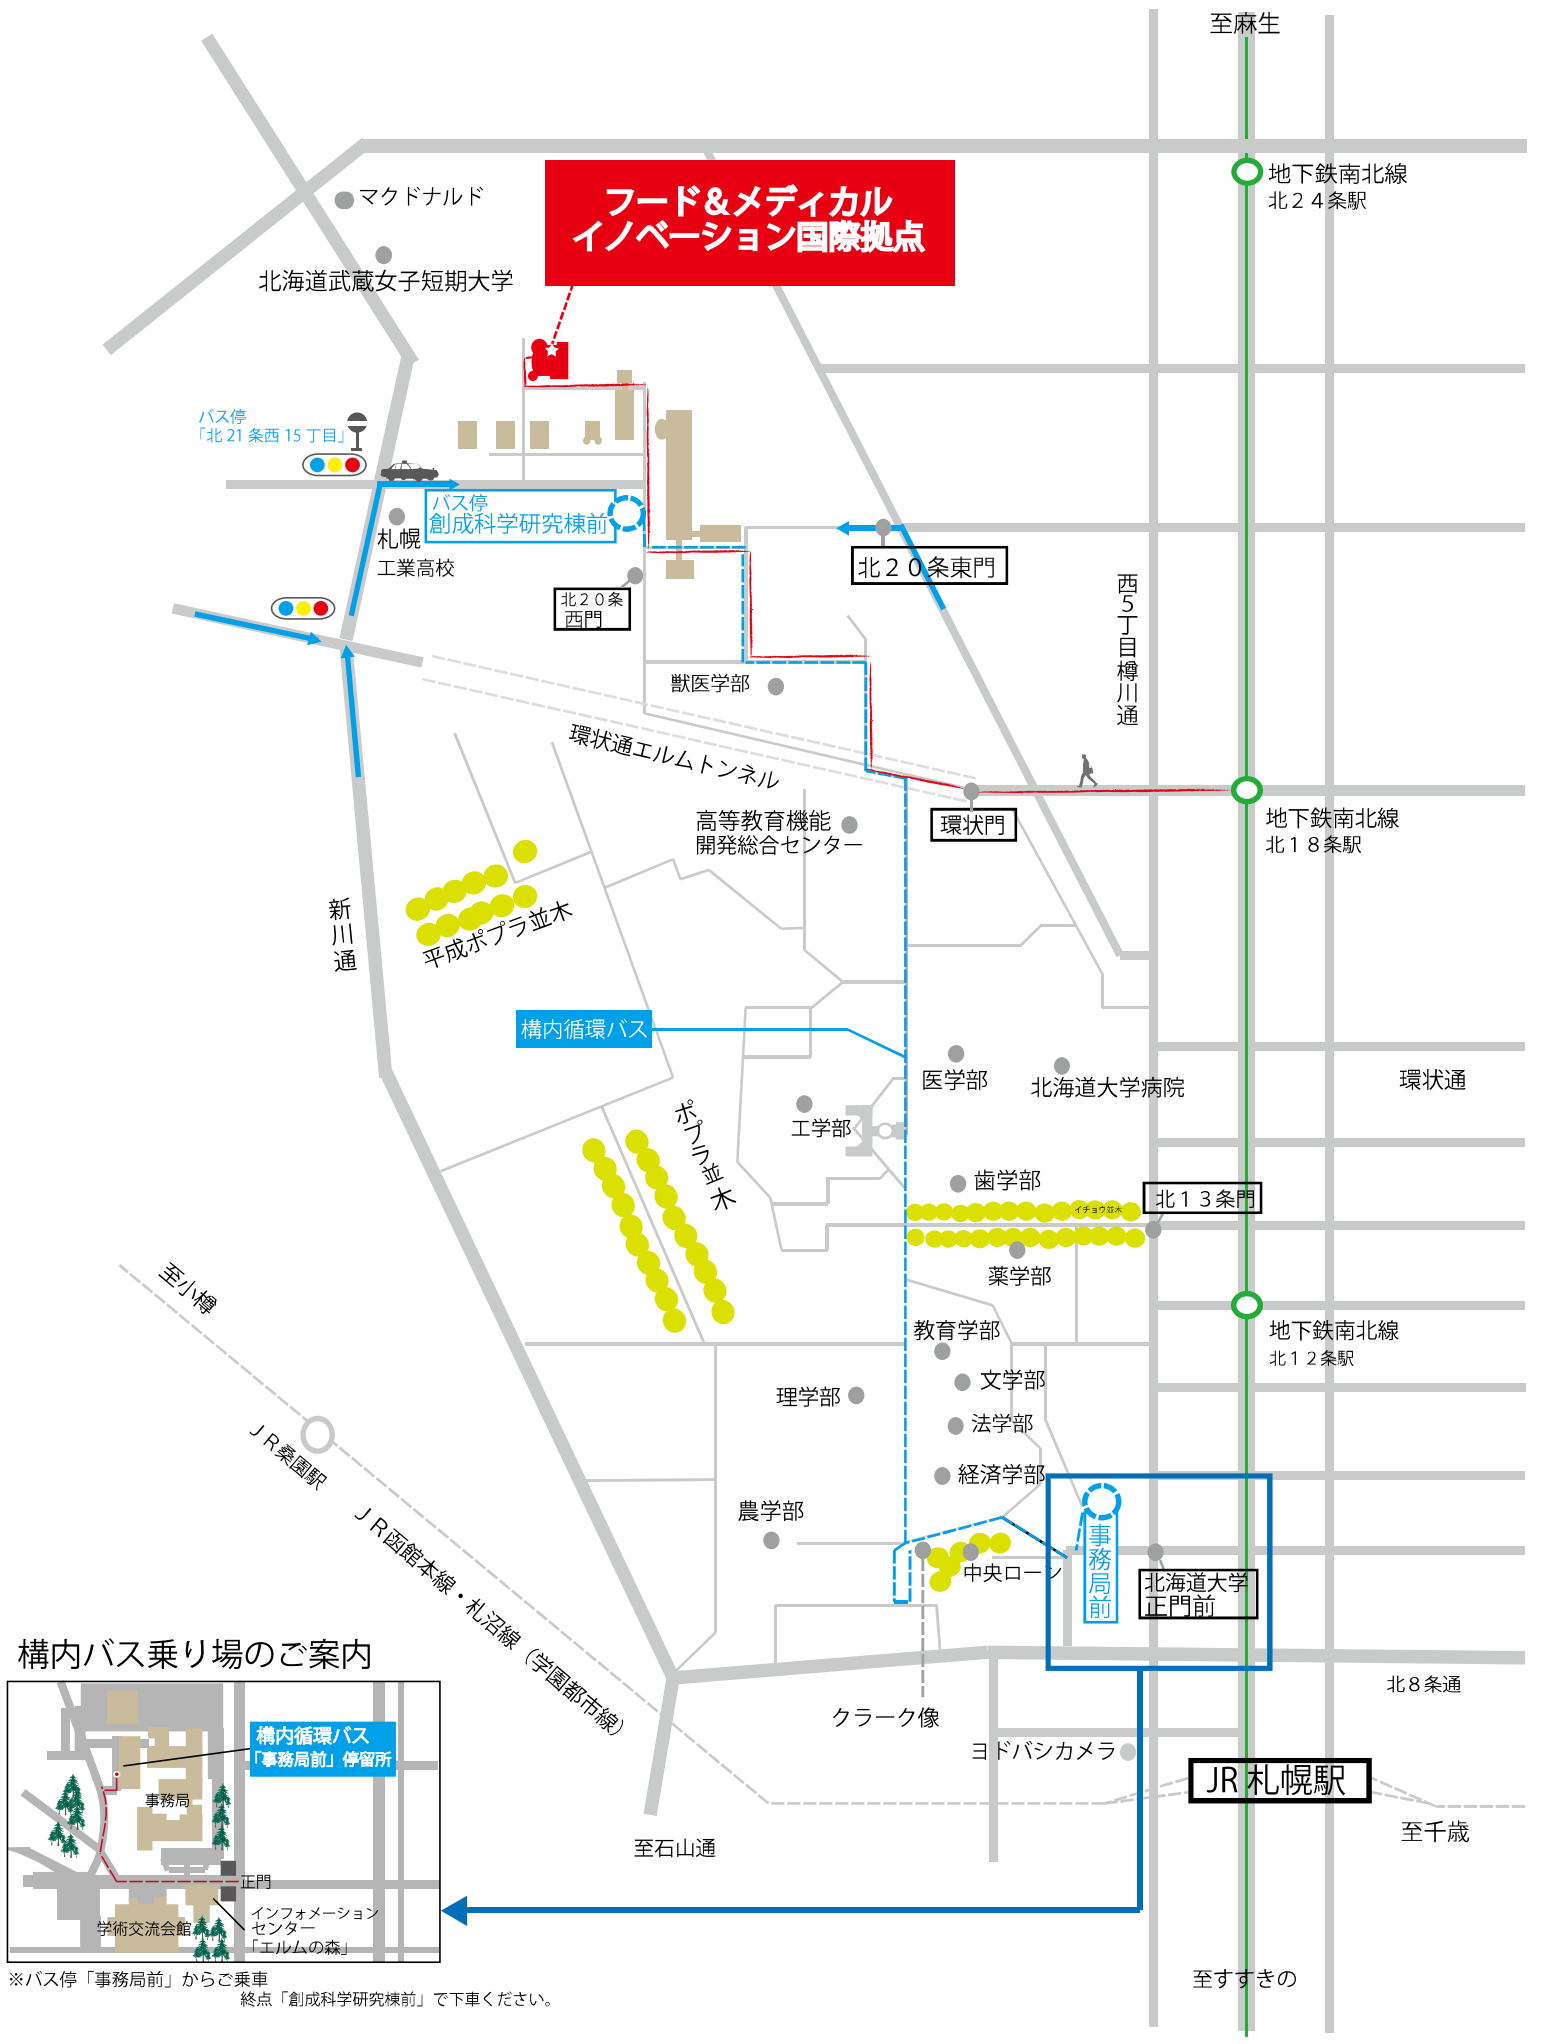 至麻生
地下鉄南北線
北２４条駅
マクドナルド
フード＆メディカル
イノベーション国際拠点
北海道武蔵女子短期大学
バス停
「北 21 条西 15 丁目」
バス停
創成科学研究棟前
札幌
工業高校
北２０条東門
北２０条
西門
西５丁目樽川通
獣医学部
環状通エルムトンネル
高等教育機能
開発総合センター
環状門
地下鉄南北線
北１８条駅
新川通
平成ポプラ並木
構内循環バス
医学部
北海道大学病院
環状通
工学部
ポプラ並木
歯学部
北１３条門
イチョウ並木
薬学部
至小樽
教育学部
地下鉄南北線
北１２条駅
文学部
理学部
法学部
ＪＲ桑園駅
経済学部
農学部
事務局前
ＪＲ函館本線・札沼線（学園都市線）
中央ローン
北海道大学
正門前
北８条通
クラーク像
ヨドバシカメラ
JR 札幌駅
至千歳
至石山通
構内バス乗り場のご案内
構内循環バス
「事務局前」停留所
事務局
正門
インフォメーション
センター
「エルムの森」
学術交流会館
至すすきの
※バス停「事務局前」からご乗車
終点「創成科学研究棟前」で下車ください。